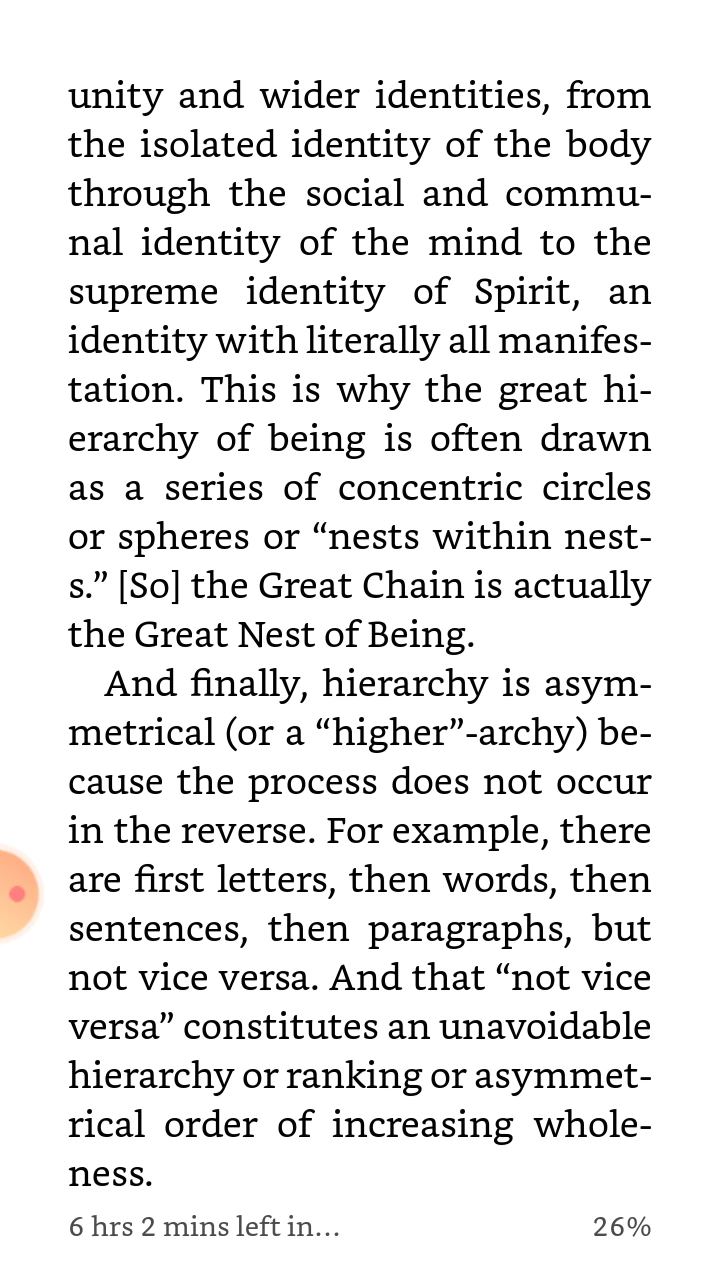 unity and wider identities, from
the isolated identity of the body
through the social and commu-
nal identity of the mind to the
supreme identity of Spirit, an
identity with literally all manifes-
tation. This is why the great hi-
erarchy of being is often drawn
as a series of concentric circles
or spheres or “nests within nest-
s.” [So] the Great Chain is actually
the Great Nest of Being.
And finally, hierarchy is asym-
metrical (or a “higher”-archy) be-
cause the process does not occur
in the reverse. For example, there
are first letters, then words, then
sentences, then paragraphs, but
not vice versa. And that “not vice
versa” constitutes an unavoidable
hierarchy or ranking or asymmet-
rical order of increasing whole-
ness.
6 hrs 2 mins left in… 26%